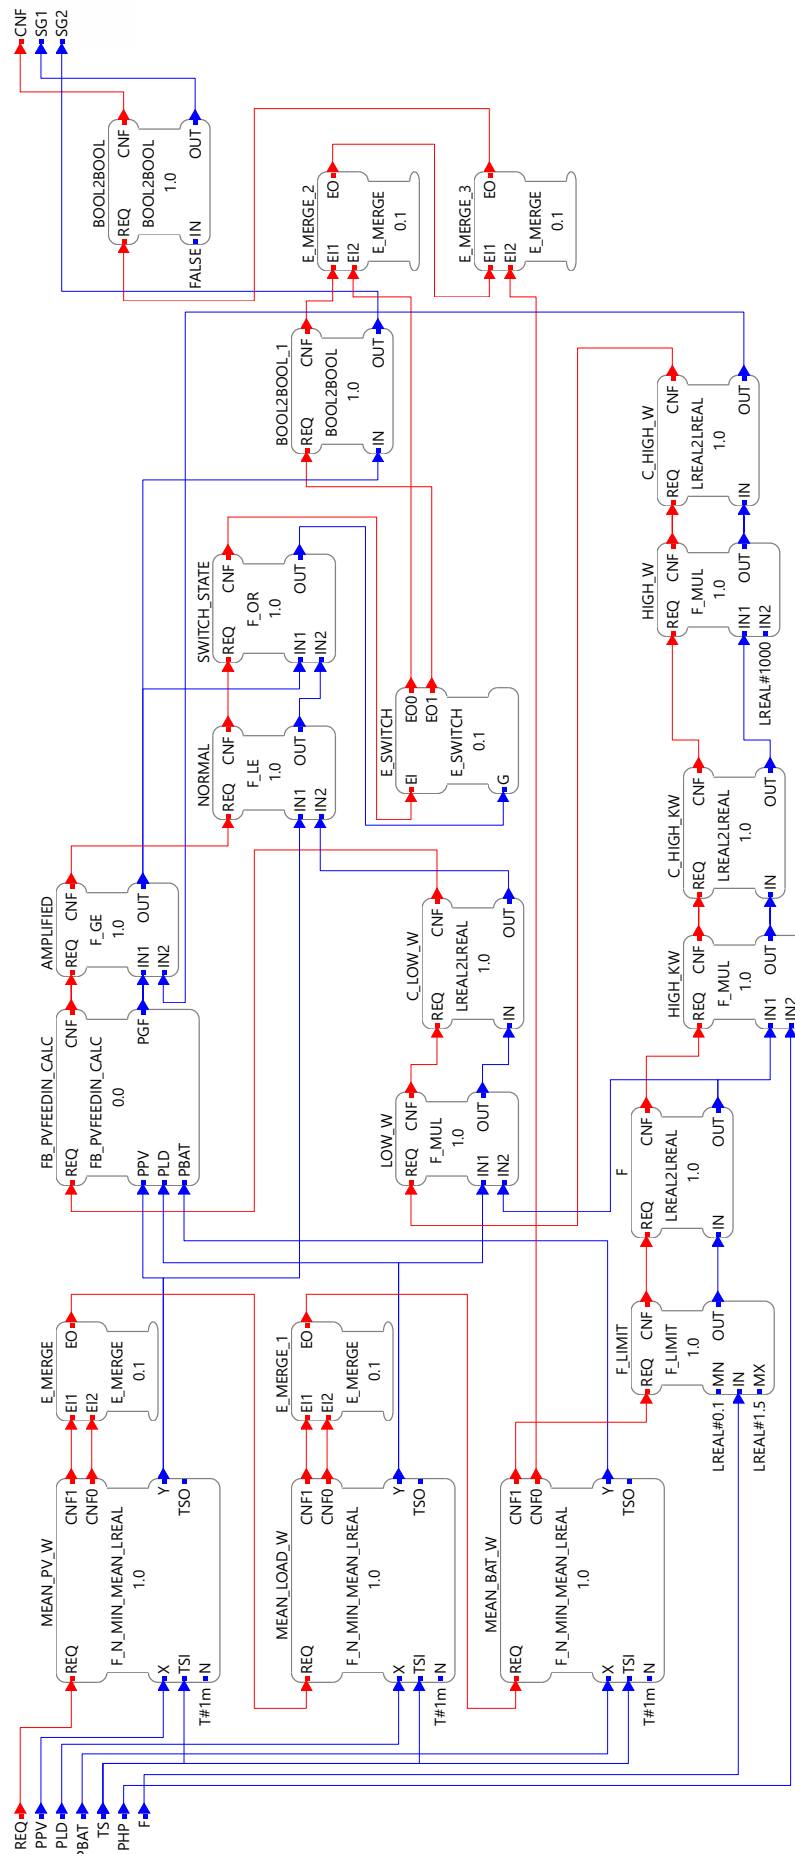 REQ
PPV
PLD
PBAT
TS
PHP
F
MEAN_PV_W
REQ
CNF1
CNF0
F_N_MIN_MEAN_LREAL
1.0
X
TSI
T#1m
N
Y
TSO
E_MERGE
EI1
EI2
EO
E_MERGE
0.1
FB_PVFEEDIN_CALC
REQ
CNF
FB_PVFEEDIN_CALC
0.0
PPV
PLD
PBAT
PGF
AMPLIFIED
REQ
CNF
F_GE
1.0
IN1
IN2
OUT
BOOL2BOOL
REQ
CNF
BOOL2BOOL
1.0
FALSE
IN
OUT
CNF
SG1
SG2
NORMAL
REQ
CNF
F_LE
1.0
IN1
IN2
OUT
SWITCH_STATE
REQ
CNF
F_OR
1.0
IN1
IN2
OUT
MEAN_LOAD_W
REQ
CNF1
CNF0
F_N_MIN_MEAN_LREAL
1.0
X
TSI
T#1m
N
Y
TSO
E_MERGE_1
EI1
EI2
EO
E_MERGE
0.1
BOOL2BOOL_1
REQ
CNF
BOOL2BOOL
1.0
IN
OUT
E_MERGE_2
EI1
EI2
EO
E_MERGE
0.1
LOW_W
REQ
CNF
F_MUL
1.0
IN1
IN2
OUT
C_LOW_W
REQ
CNF
LREAL2LREAL
1.0
IN
OUT
E_SWITCH
EI
EO0
EO1
E_SWITCH
0.1
G
E_MERGE_3
EI1
EI2
EO
E_MERGE
0.1
MEAN_BAT_W
REQ
CNF1
CNF0
F_N_MIN_MEAN_LREAL
1.0
X
TSI
T#1m
N
Y
TSO
F_LIMIT
REQ
CNF
F_LIMIT
1.0
LREAL#0.1
MN
IN
LREAL#1.5
MX
OUT
F
REQ
CNF
LREAL2LREAL
1.0
IN
OUT
HIGH_KW
REQ
CNF
F_MUL
1.0
IN1
IN2
OUT
C_HIGH_KW
REQ
CNF
LREAL2LREAL
1.0
IN
OUT
HIGH_W
REQ
CNF
F_MUL
1.0
IN1
LREAL#1000
IN2
OUT
C_HIGH_W
REQ
CNF
LREAL2LREAL
1.0
IN
OUT